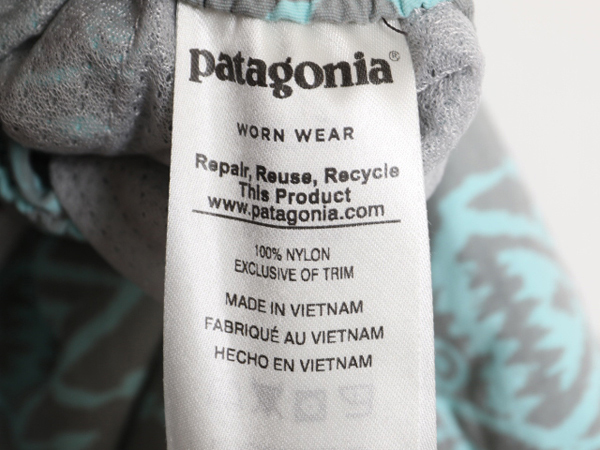 patagonia®
WORN WEAR
Repair, Reuse, Recycle
This Product
www.patagonia.com
100% NYLON
EXCLUSIVE OF TRIM
MADE IN VIETNAM
FABRIQUÉ AU VIETNAM
HECHO EN VIETNAM